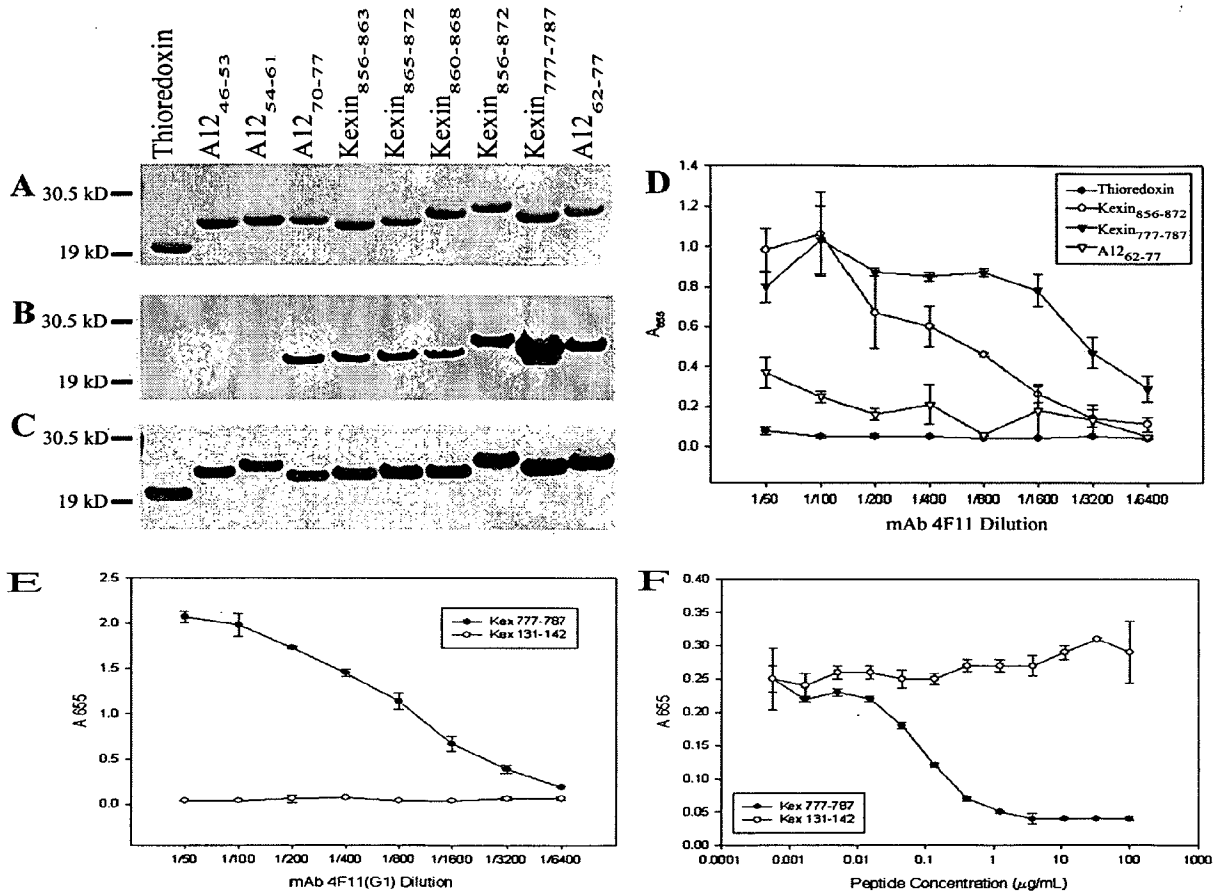 Thioredoxin
A12 46-53
A12 54-61
A12 70-77
Kexin 856-863
Kexin 865-872
Kexin 860-868
Kexin 856-872
Kexin 777-787
A12 62-77
A
30.5 kD
19 kD
B
30.5 kD
19 kD
C
30.5 kD
19 kD
D
1.4
1.2
1.0
0.8
0.6
0.4
0.2
0.0
A655
Thioredoxin
Kexin856-872
Kexin777-787
A1262-77
1/50
1/100
1/200
1/400
1/800
1/1600
1/3200
1/6400
mAb 4F11 Dilution
E
2.5
2.0
1.5
1.0
0.5
0.0
A 655
Kex 777-787
Kex 131-142
1/50
1/100
1/200
1/400
1/800
1/1600
1/3200
1/6400
mAb 4F11(G1) Dilution
F
0.40
0.35
0.30
0.25
0.20
0.15
0.10
0.05
0.00
A 655
Kex 777-787
Kex 131-142
0.0001
0.001
0.01
0.1
1
10
100
1000
Peptide Concentration (µg/mL)